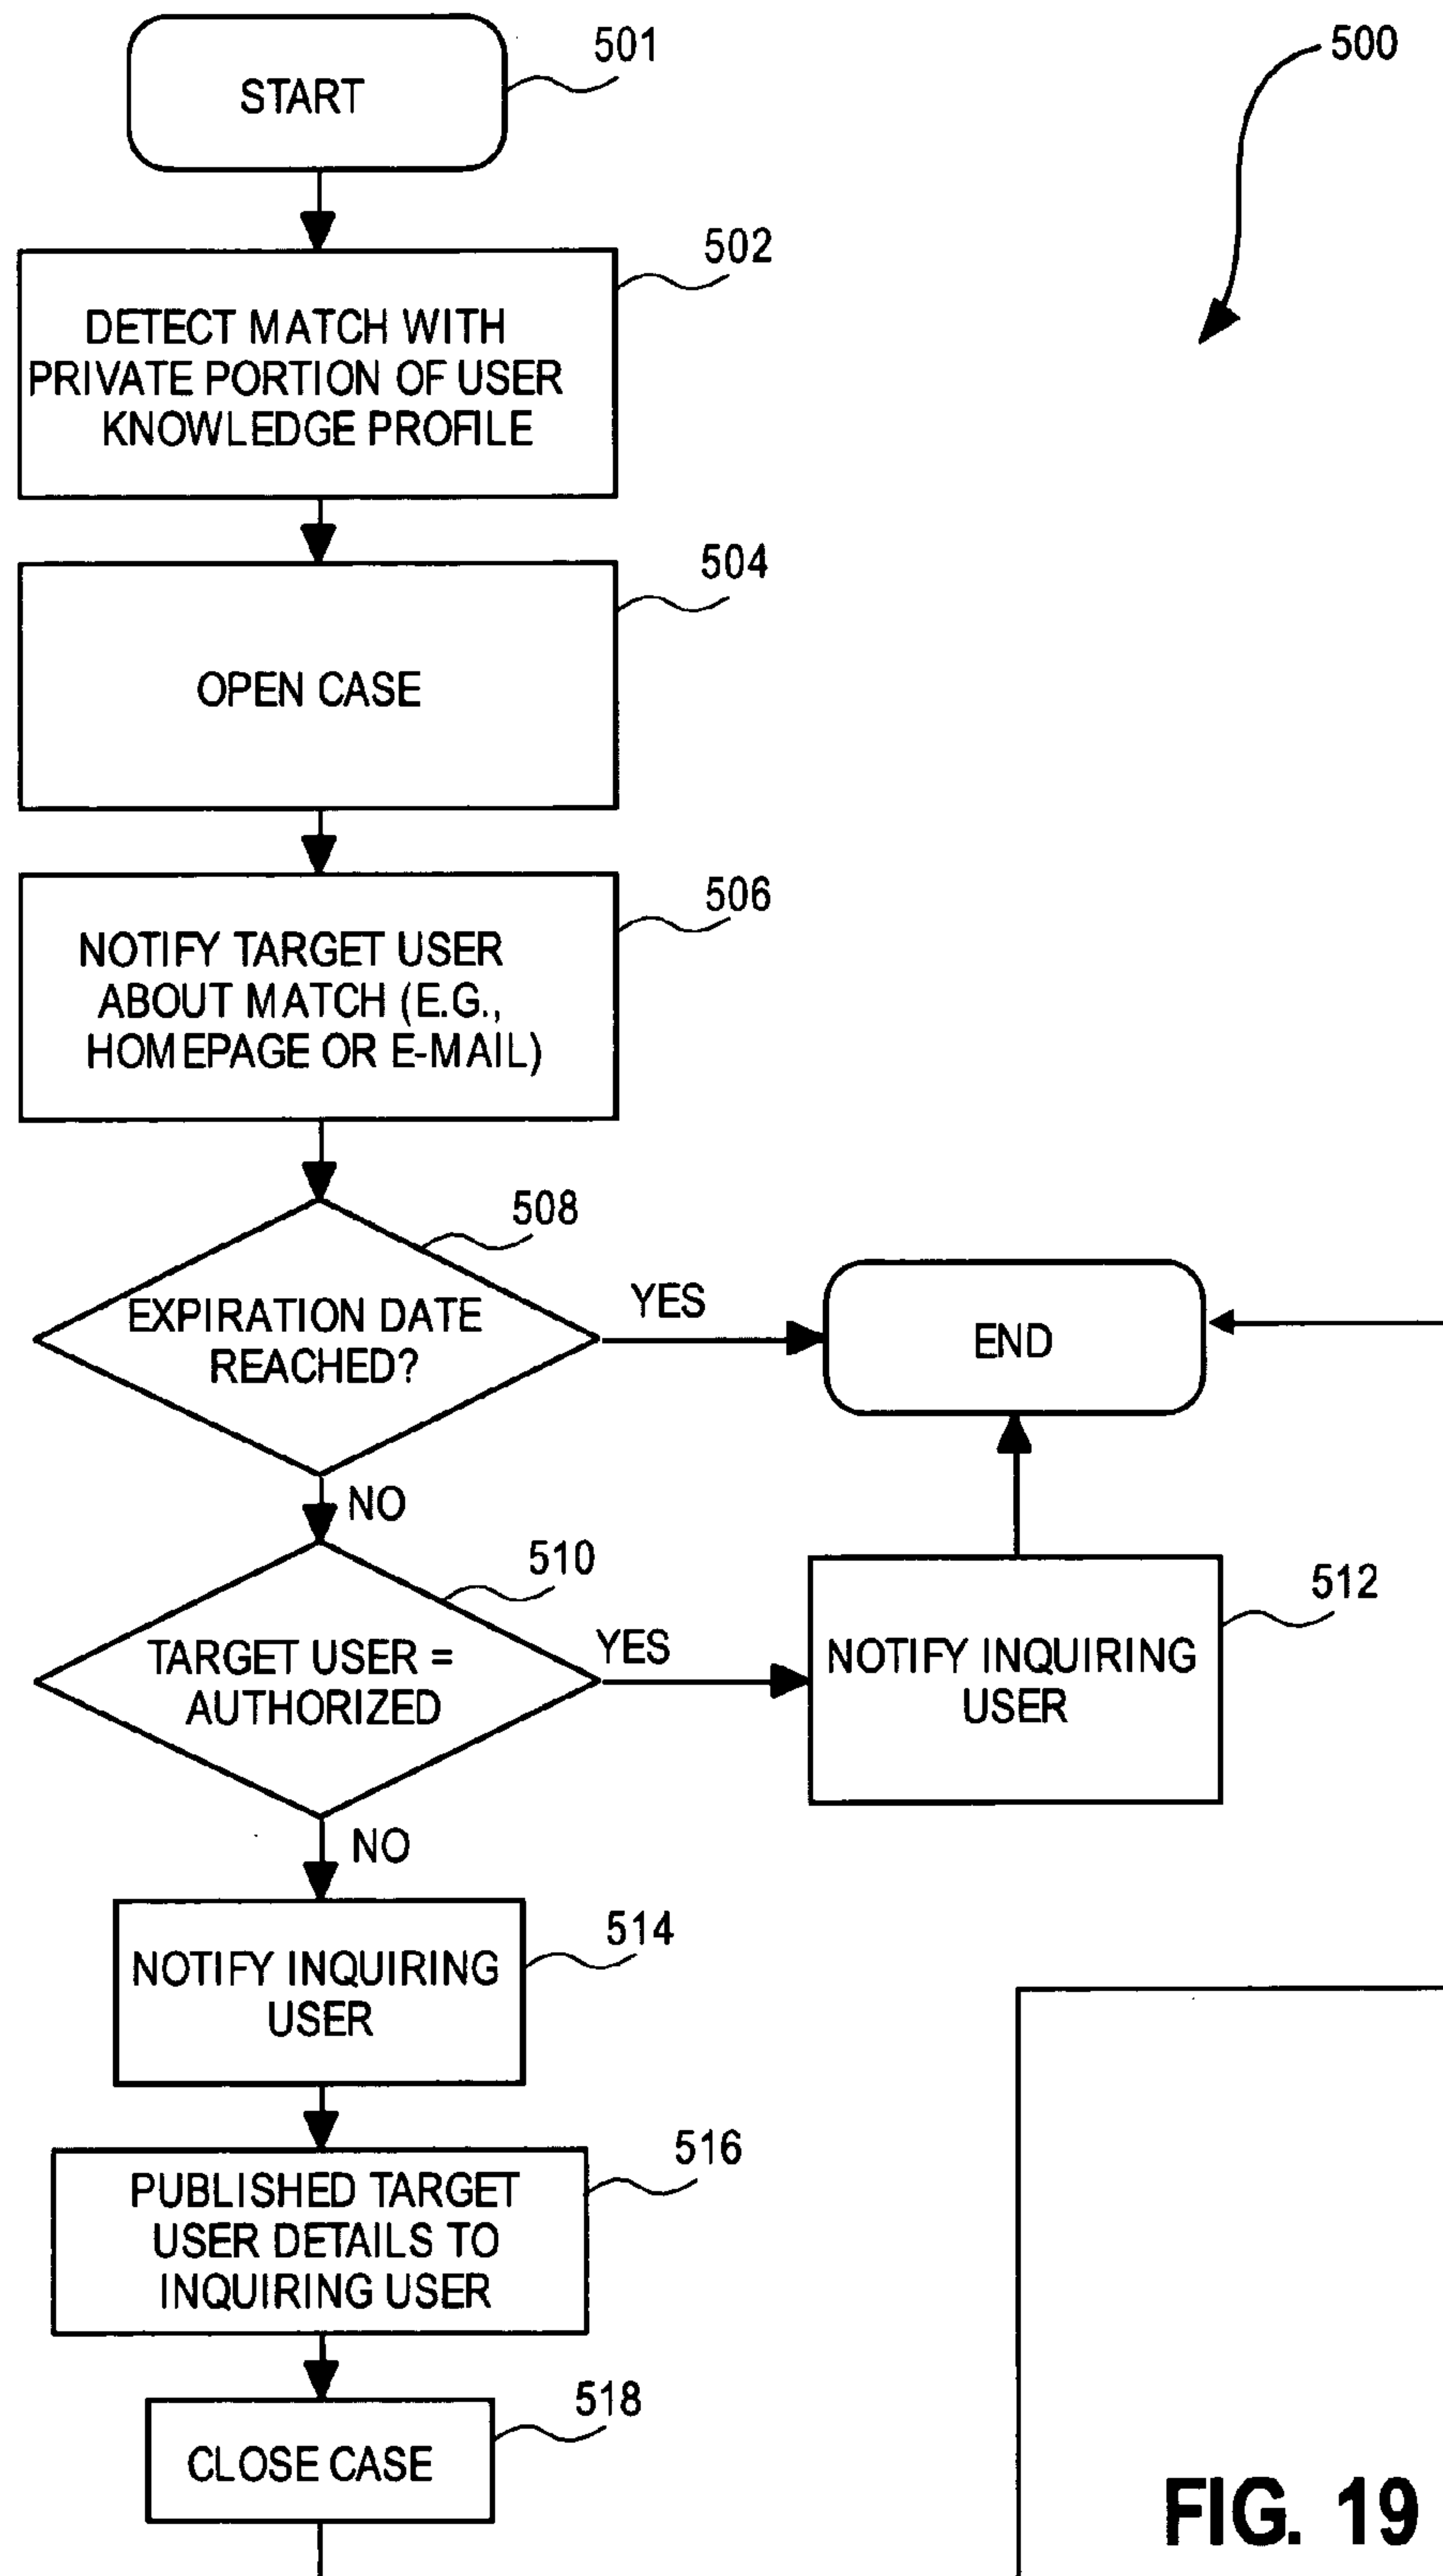 START
501
500
502
DETECT MATCH WITH
PRIVATE PORTION OF USER
KNOWLEDGE PROFILE
504
OPEN CASE
506
NOTIFY TARGET USER
ABOUT MATCH (E.G.,
HOMEPAGE OR E-MAIL)
508
EXPIRATION DATE
REACHED?
YES
END
NO
510
TARGET USER =
AUTHORIZED
YES
512
NOTIFY INQUIRING
USER
NO
514
NOTIFY INQUIRING
USER
516
PUBLISHED TARGET
USER DETAILS TO
INQUIRING USER
518
CLOSE CASE
FIG. 19